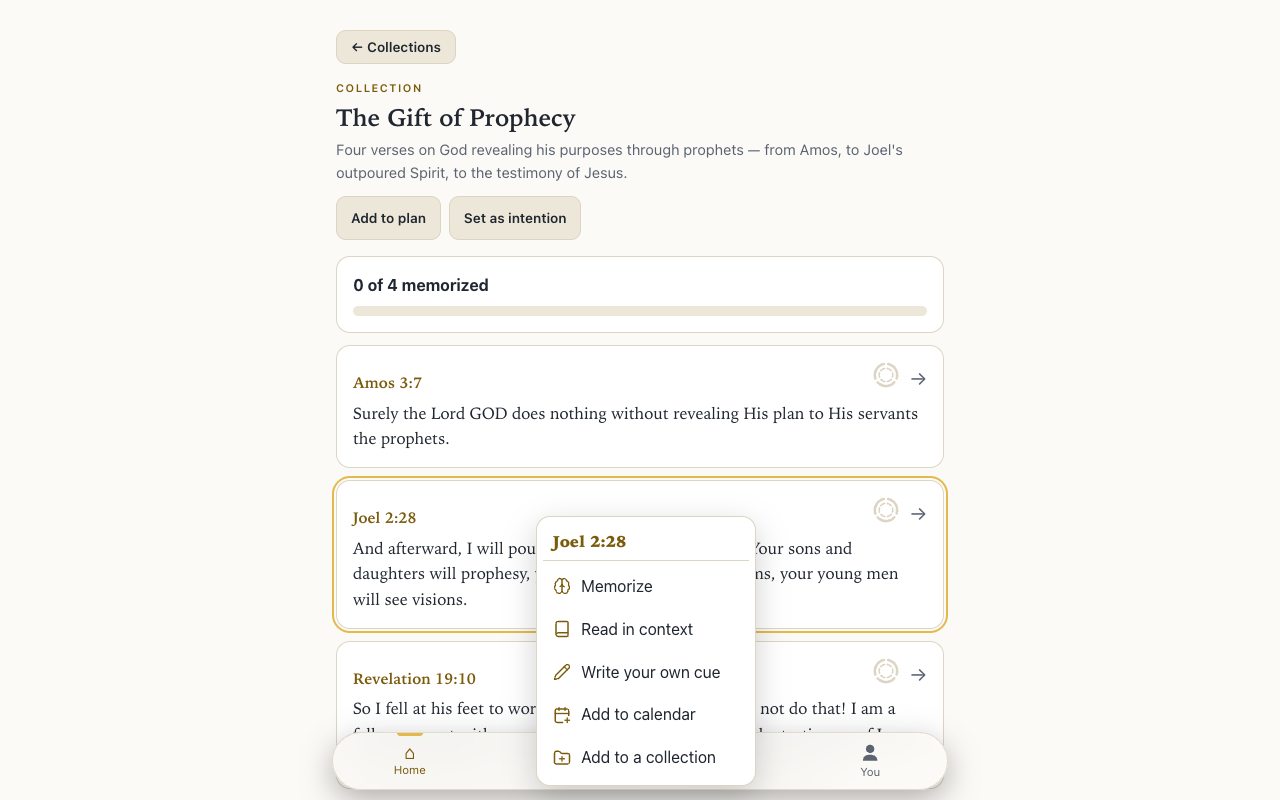 ← Collections
COLLECTION
The Gift of Prophecy
Four verses on God revealing his purposes through prophets — from Amos, to Joel's
outpoured Spirit, to the testimony of Jesus.
Add to plan
Set as intention
0 of 4 memorized
Amos 3:7
Surely the Lord GOD does nothing without revealing His plan to His servants
the prophets.
Joel 2:28
And afterward, I will
Your sons and
daughters will prophesy,
your young men
will see visions.
Joel 2:28
Memorize
Read in context
Write your own cue
Add to calendar
Add to a collection
Revelation 19:10
So I fell at his feet to
not do that! I am a
Home
You